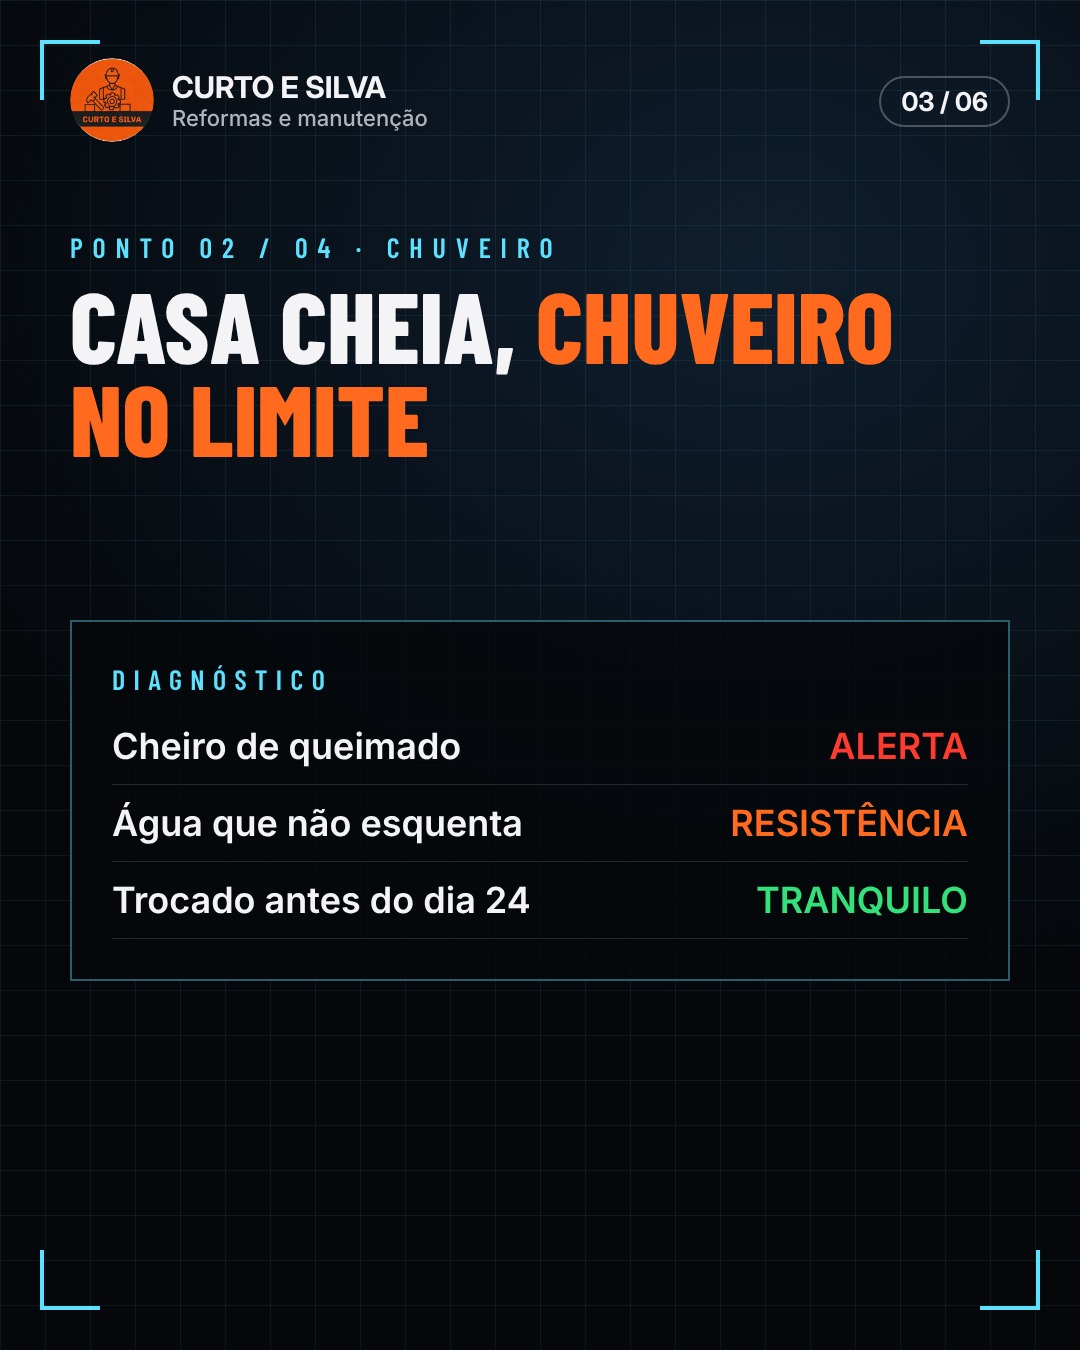 CURTO E SILVA
CURTO E SILVA
Reformas e manutenção
03 / 06
PONTO 02 / 04 · CHUVEIRO
CASA CHEIA, CHUVEIRO
NO LIMITE
DIAGNÓSTICO
Cheiro de queimado ALERTA
Água que não esquenta RESISTÊNCIA
Trocado antes do dia 24 TRANQUILO